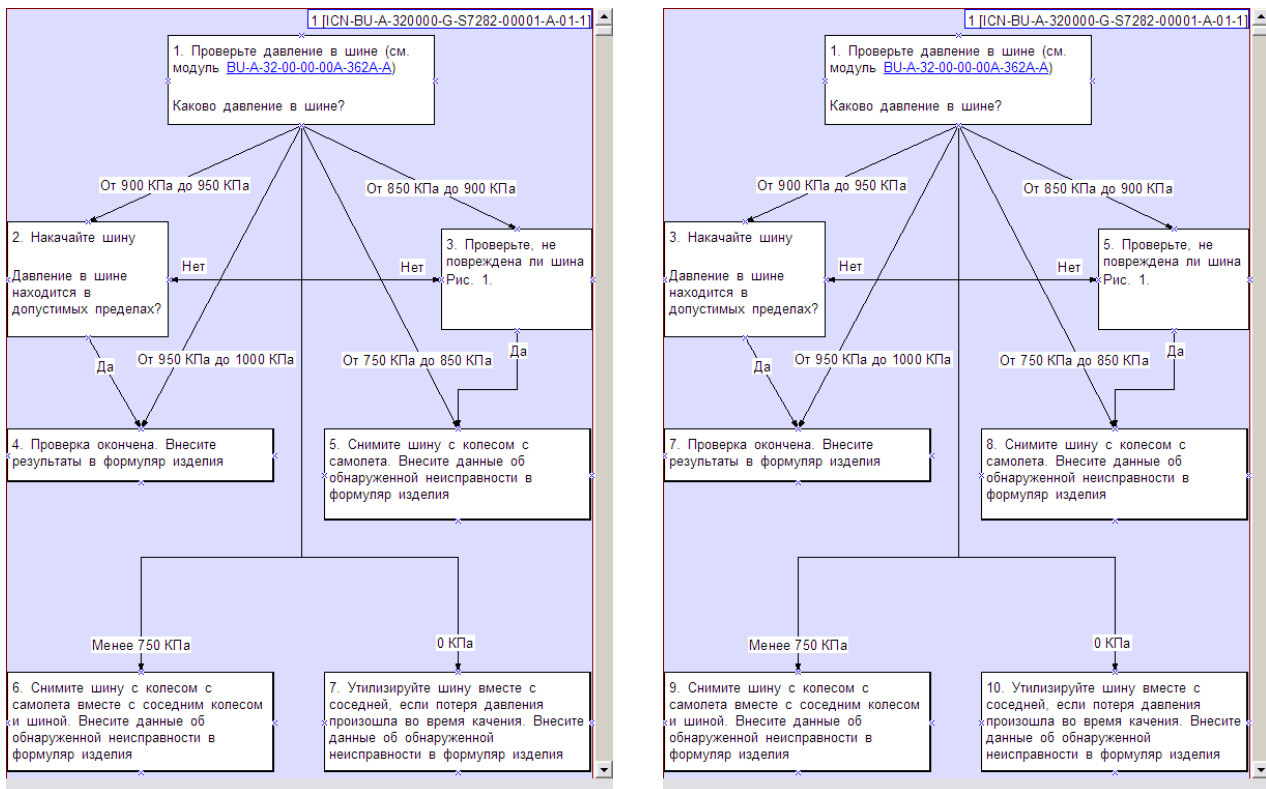 1 [ICN-BU-A-320000-G-S7282-00001-A-01-1]
1. Проверьте давление в шине (см.
модуль BU-A-32-00-00-00A-362A-A)
Каково давление в шине?
От 900 КПа до 950 КПа
От 850 КПа до 900 КПа
2. Накачайте шину
Давление в шине
находится в
допустимых пределах?
Нет
Нет
3. Проверьте, не
повреждена ли шина
Рис. 1.
Да
От 950 КПа до 1000 КПа
От 750 КПа до 850 КПа
Да
4. Проверка окончена. Внесите
результаты в формуляр изделия
5. Снимите шину с колесом с
самолета. Внесите данные об
обнаруженной неисправности в
формуляр изделия
Менее 750 КПа
0 КПа
6. Снимите шину с колесом с
самолета вместе с соседним колесом
и шиной. Внесите данные об
обнаруженной неисправности в
формуляр изделия
7. Утилизируйте шину вместе с
соседней, если потеря давления
произошла во время качения. Внесите
данные об обнаруженной
неисправности в формуляр изделия
1 [ICN-BU-A-320000-G-S7282-00001-A-01-1]
1. Проверьте давление в шине (см.
модуль BU-A-32-00-00-00A-362A-A)
Каково давление в шине?
От 900 КПа до 950 КПа
От 850 КПа до 900 КПа
3. Накачайте шину
Давление в шине
находится в
допустимых пределах?
Нет
Нет
5. Проверьте, не
повреждена ли шина
Рис. 1.
Да
От 950 КПа до 1000 КПа
От 750 КПа до 850 КПа
Да
7. Проверка окончена. Внесите
результаты в формуляр изделия
8. Снимите шину с колесом с
самолета. Внесите данные об
обнаруженной неисправности в
формуляр изделия
Менее 750 КПа
0 КПа
9. Снимите шину с колесом с
самолета вместе с соседним колесом
и шиной. Внесите данные об
обнаруженной неисправности в
формуляр изделия
10. Утилизируйте шину вместе с
соседней, если потеря давления
произошла во время качения. Внесите
данные об обнаруженной
неисправности в формуляр изделия